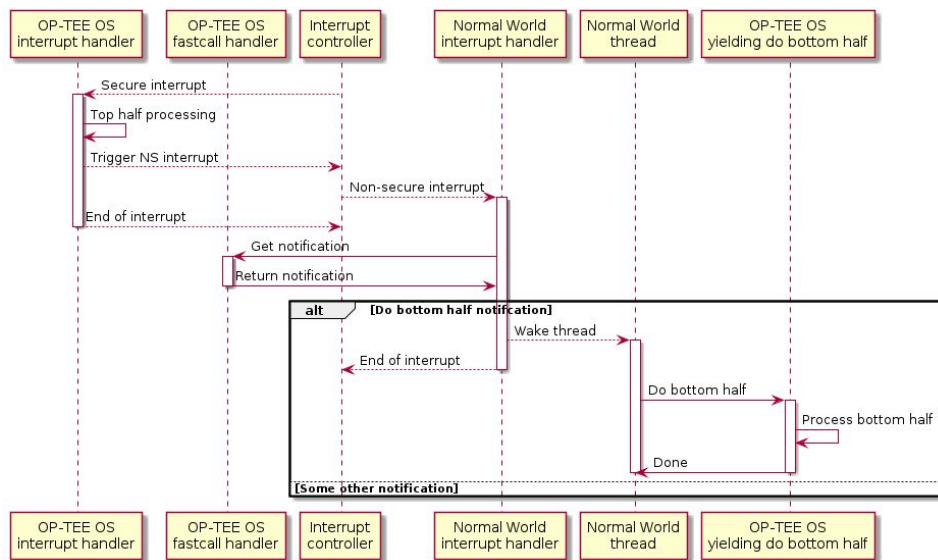 OP-TEE OS
interrupt handler
OP-TEE OS
fastcall handler
Interrupt
controller
Normal World
interrupt handler
Normal World
thread
OP-TEE OS
yielding do bottom half
Secure interrupt
Top half processing
Trigger NS interrupt
Non-secure interrupt
End of interrupt
Get notification
Return notification
alt
[Do bottom half notifcation]
Wake thread
End of interrupt
Do bottom half
Process bottom half
Done
[Some other notification]
OP-TEE OS
interrupt handler
OP-TEE OS
fastcall handler
Interrupt
controller
Normal World
interrupt handler
Normal World
thread
OP-TEE OS
yielding do bottom half